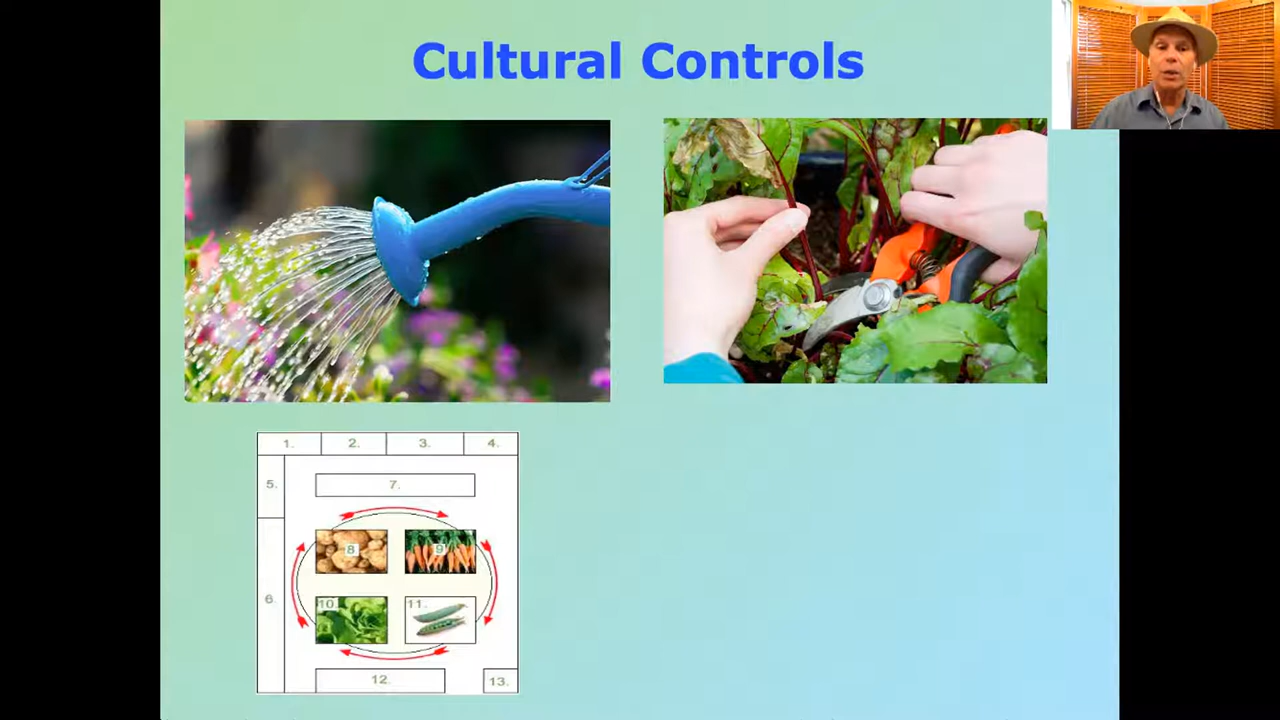 Cultural Controls
1. 2. 3. 4.
5. 7.
8 9
6.
10. 11.
12. 13.